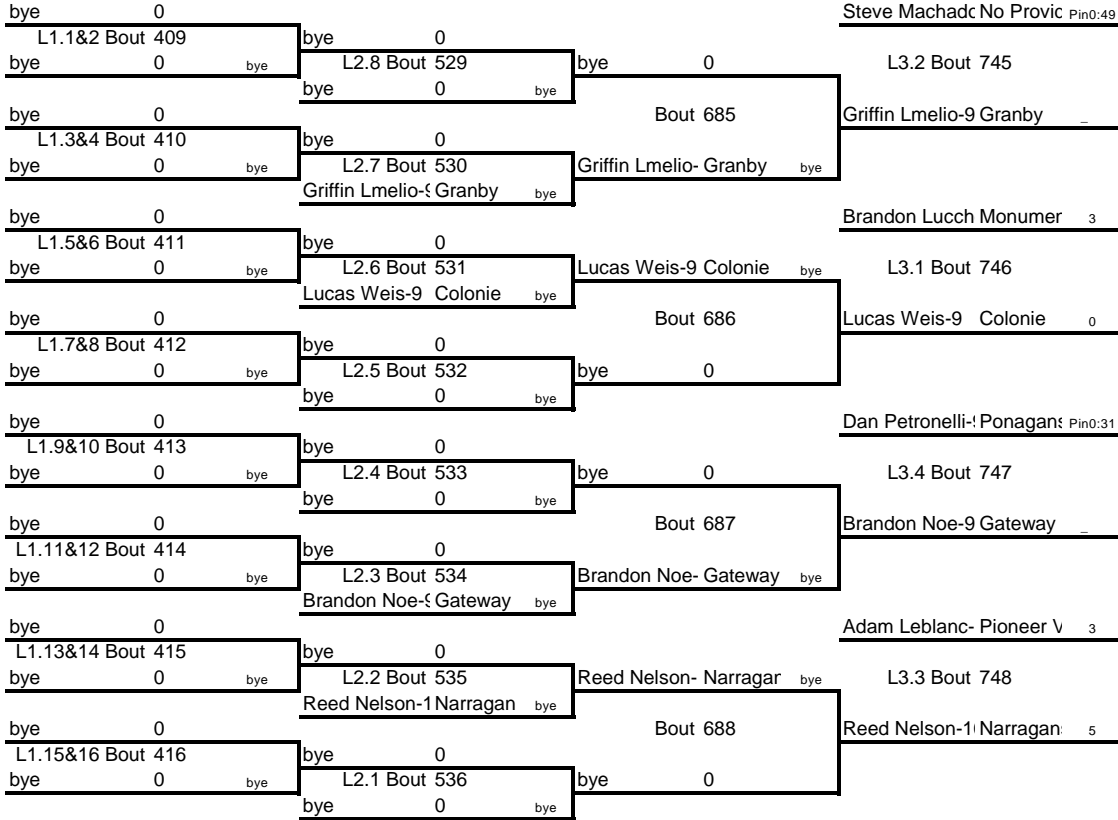 bye 0 Steve Machado No Provic Pin0:49
L1.1&2 Bout 409 bye 0
bye 0 bye L2.8 Bout 529 bye 0 L3.2 Bout 745
bye 0 bye
bye 0 Bout 685 Griffin Lmelio-9 Granby _
L1.3&4 Bout 410 bye 0
bye 0 bye L2.7 Bout 530 Griffin Lmelio- Granby bye
Griffin Lmelio-9 Granby bye
bye 0 Brandon Lucch Monumen 3
L1.5&6 Bout 411 bye 0
bye 0 bye L2.6 Bout 531 Lucas Weis-9 Colonie bye L3.1 Bout 746
Lucas Weis-9 Colonie bye
bye 0 Bout 686 Lucas Weis-9 Colonie 0
L1.7&8 Bout 412 bye 0
bye 0 bye L2.5 Bout 532 bye 0
bye 0 bye
bye 0 Dan Petronelli-9 Ponagans Pin0:31
L1.9&10 Bout 413 bye 0
bye 0 bye L2.4 Bout 533 bye 0 L3.4 Bout 747
bye 0 bye
bye 0 Bout 687 Brandon Noe-9 Gateway _
L1.11&12 Bout 414 bye 0
bye 0 bye L2.3 Bout 534 Brandon Noe- Gateway bye
Brandon Noe-9 Gateway bye
bye 0 Adam Leblanc- Pioneer V 3
L1.13&14 Bout 415 bye 0
bye 0 bye L2.2 Bout 535 Reed Nelson- Narragan bye L3.3 Bout 748
Reed Nelson-1 Narragan bye
bye 0 Bout 688 Reed Nelson-10 Narragan 5
L1.15&16 Bout 416 bye 0
bye 0 bye L2.1 Bout 536 bye 0
bye 0 bye